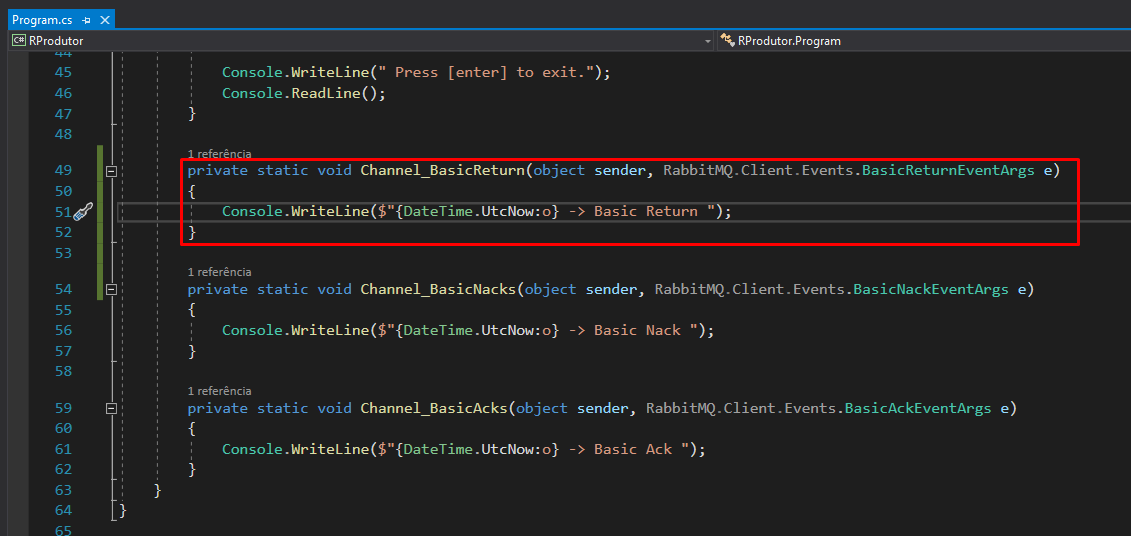 Program.cs
C# RProdutor RProdutor.Program
44
45 Console.WriteLine(" Press [enter] to exit.");
46 Console.ReadLine();
47 }
48
1 referência
49 private static void Channel_BasicReturn(object sender, RabbitMQ.Client.Events.BasicReturnEventArgs e)
50 {
51 Console.WriteLine($"{DateTime.UtcNow:o} -> Basic Return ");
52 }
53
1 referência
54 private static void Channel_BasicNacks(object sender, RabbitMQ.Client.Events.BasicNackEventArgs e)
55 {
56 Console.WriteLine($"{DateTime.UtcNow:o} -> Basic Nack ");
57 }
58
1 referência
59 private static void Channel_BasicAcks(object sender, RabbitMQ.Client.Events.BasicAckEventArgs e)
60 {
61 Console.WriteLine($"{DateTime.UtcNow:o} -> Basic Ack ");
62 }
63 }
64 }
65